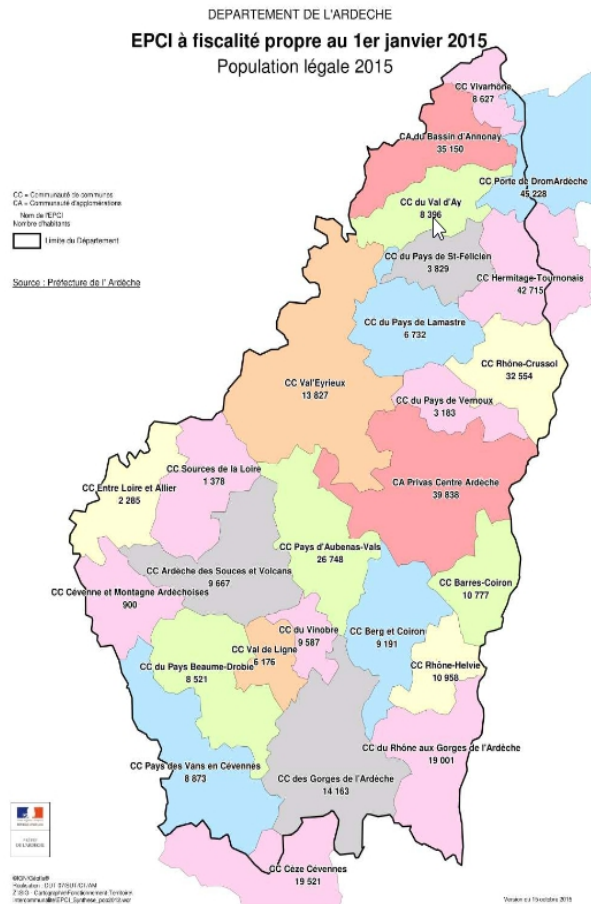 DEPARTEMENT DE L'ARDECHE
EPCI à fiscalité propre au 1er janvier 2015
Population légale 2015
CC Vivarhône
8 627
CA du Bassin d'Annonay
35 150
CC Porte de DromArdèche
45 228
CC = Communauté de communes
CA = Communauté d'agglomérations
Nom de l'EPCI
Nombre d'habitants
Limite du Département
Source : Préfecture de l' Ardèche
CC du Val d'Ay
8 396
CC du Pays de St-Félicien
3 829
CC Hermitage-Tournonais
42 715
CC du Pays de Lamastre
6 732
CC Rhône-Crussol
32 554
CC Val'Eyrieux
13 827
CC du Pays de Vernoux
3 183
CC Sources de la Loire
1 378
CC Entre Loire et Allier
2 285
CA Privas Centre Ardèche
39 838
CC Pays d'Aubenas-Vals
26 748
CC Ardèche des Souces et Volcans
9 667
CC Barres-Coiron
10 777
CC Cévenne et Montagne Ardéchoises
900
CC du Vinobre
9 587
CC Berg et Coiron
9 191
CC Val de Ligne
6 176
CC du Pays Beaume-Drobie
8 521
CC Rhône-Helvie
10 958
CC du Rhône aux Gorges de l'Ardèche
19 001
CC Pays des Vans en Cévennes
8 873
CC des Gorges de l'Ardèche
14 163
CC Cèze Cévennes
19 521
Version du 15 octobre 2015